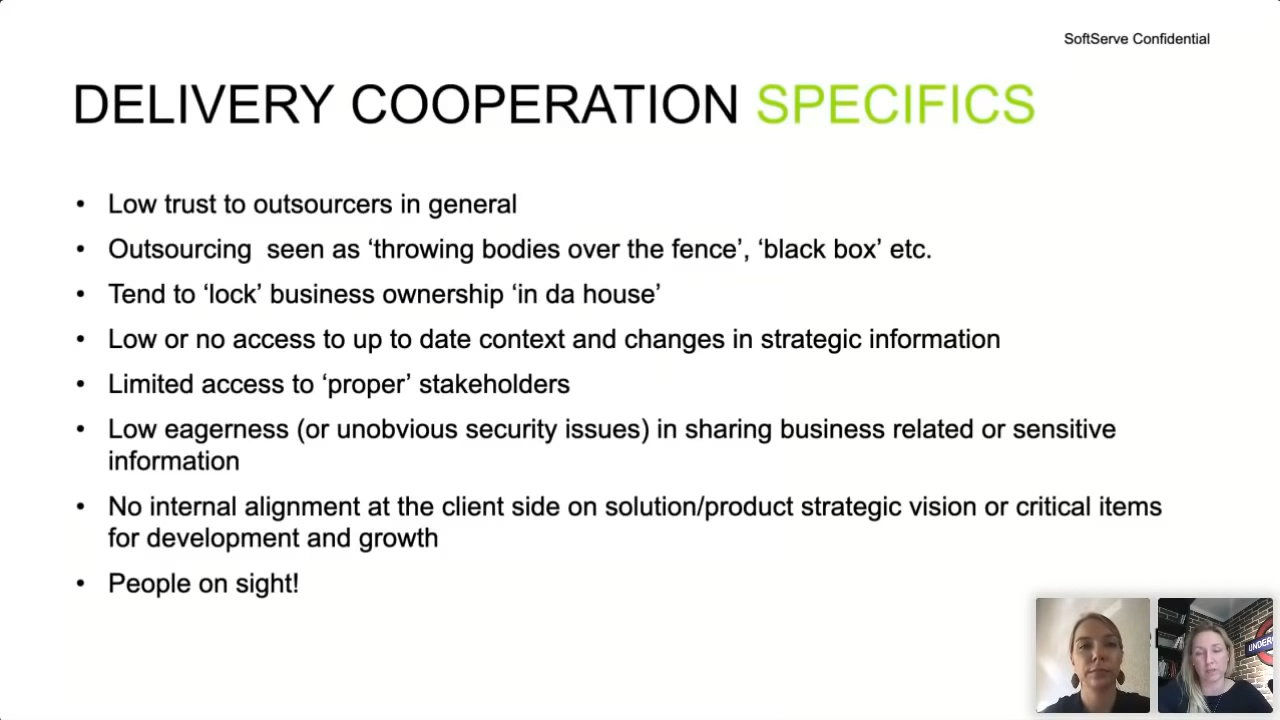 SoftServe Confidential
DELIVERY COOPERATION SPECIFICS
• Low trust to outsourcers in general
• Outsourcing  seen as ‘throwing bodies over the fence’, ‘black box’ etc.
• Tend to ‘lock’ business ownership ‘in da house’
• Low or no access to up to date context and changes in strategic information
• Limited access to ‘proper’ stakeholders
• Low eagerness (or unobvious security issues) in sharing business related or sensitive
information
• No internal alignment at the client side on solution/product strategic vision or critical items
for development and growth
• People on sight!